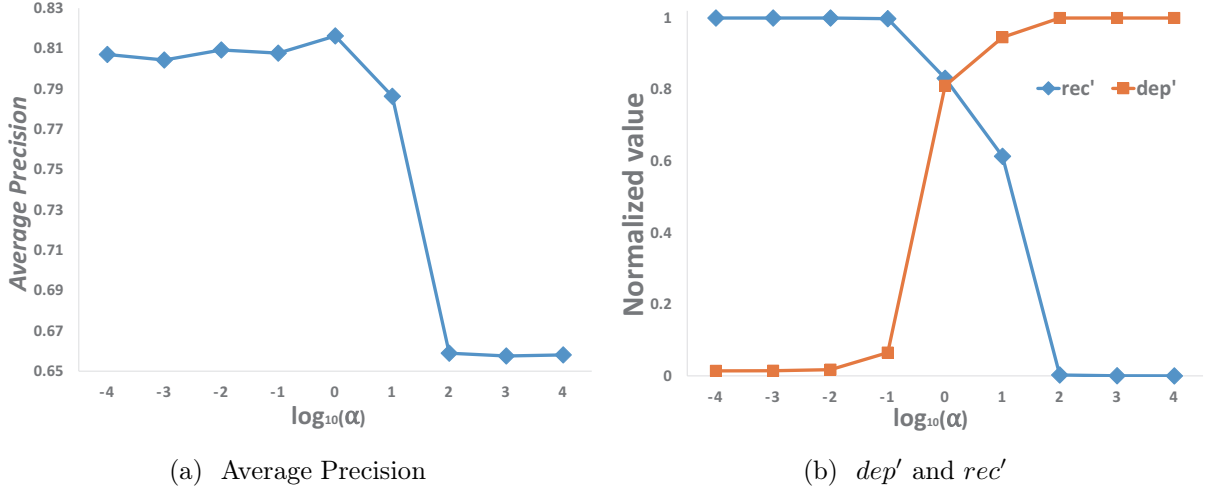 0.83
0.81
0.79
0.77
0.75
0.73
0.71
0.69
0.67
0.65
Average Precision
-4 -3 -2 -1 0 1 2 3 4
log₁₀(α)
(a) Average Precision
1
0.8
0.6
0.4
0.2
0
Normalized value
rec' dep'
-4 -3 -2 -1 0 1 2 3 4
log₁₀(α)
(b) dep′ and rec′